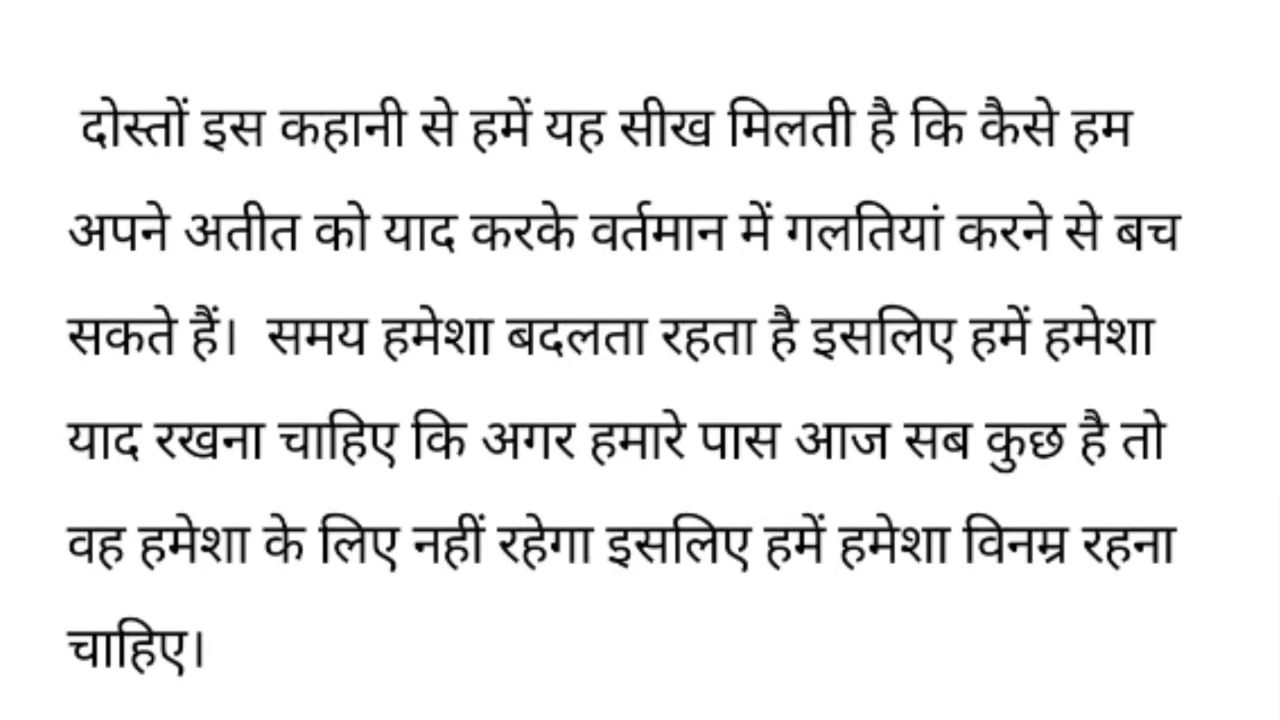 दोस्तों इस कहानी से हमें यह सीख मिलती है कि कैसे हम
अपने अतीत को याद करके वर्तमान में गलतियां करने से बच
सकते हैं। समय हमेशा बदलता रहता है इसलिए हमें हमेशा
याद रखना चाहिए कि अगर हमारे पास आज सब कुछ है तो
वह हमेशा के लिए नहीं रहेगा इसलिए हमें हमेशा विनम्र रहना
चाहिए।